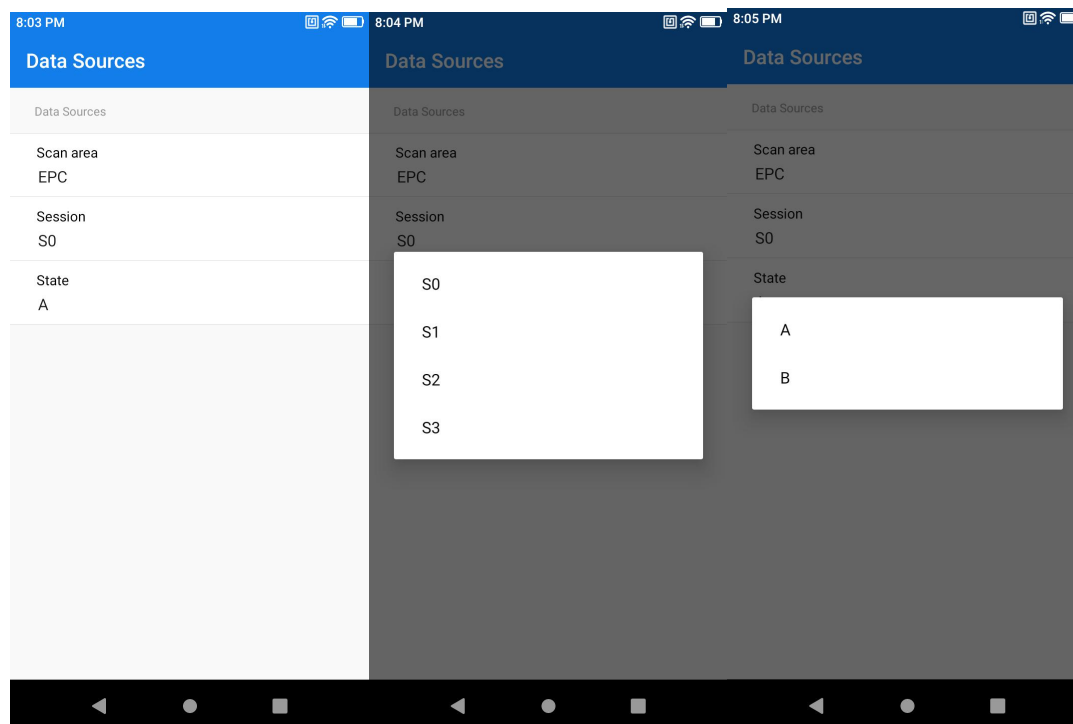 8:03 PM
Data Sources
Data Sources
Scan area
EPC
Session
S0
State
A
8:04 PM
Data Sources
Data Sources
Scan area
EPC
Session
S0
S0
S1
S2
S3
8:05 PM
Data Sources
Data Sources
Scan area
EPC
Session
S0
State
A
B